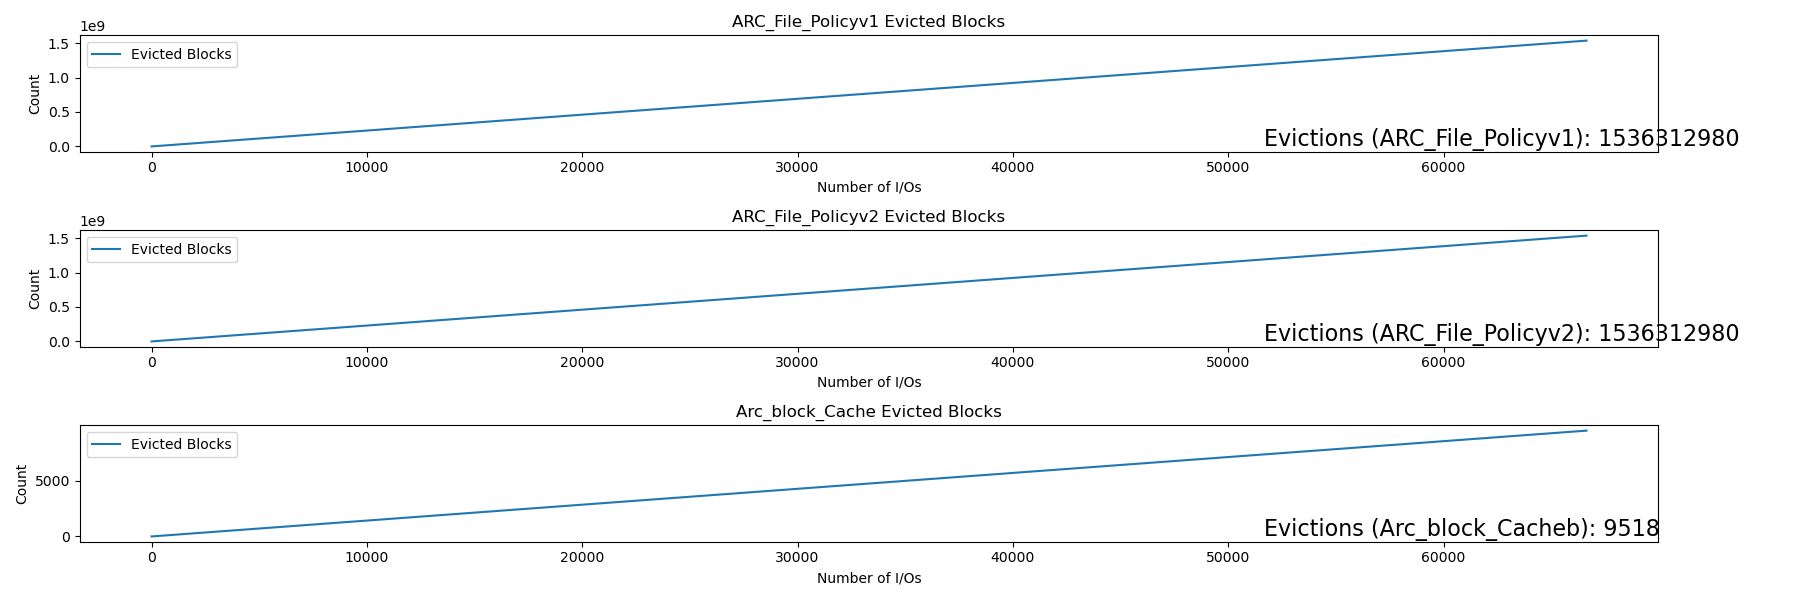 ARC_File_Policyv1 Evicted Blocks
1e9
Evicted Blocks
1.5
1.0
0.5
0.0
Count
Evictions (ARC_File_Policyv1): 1536312980
0 10000 20000 30000 40000 50000 60000
Number of I/Os
ARC_File_Policyv2 Evicted Blocks
1e9
Evicted Blocks
1.5
1.0
0.5
0.0
Count
Evictions (ARC_File_Policyv2): 1536312980
0 10000 20000 30000 40000 50000 60000
Number of I/Os
Arc_block_Cache Evicted Blocks
Evicted Blocks
5000
0
Count
Evictions (Arc_block_Cacheb): 9518
0 10000 20000 30000 40000 50000 60000
Number of I/Os